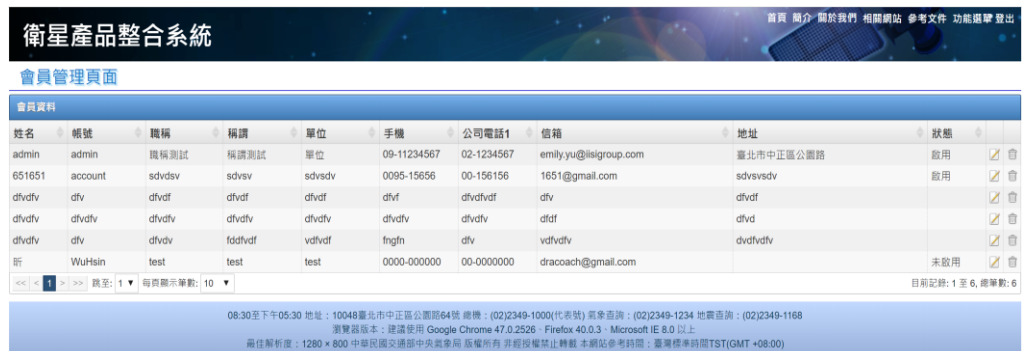 首頁 簡介 關於我們 相關網站 參考文件 功能選單 登出
衛星產品整合系統
會員管理頁面
會員資料
姓名 帳號 職稱 稱謂 單位 手機 公司電話1 信箱 地址 狀態
admin admin 職稱測試 稱謂測試 單位 09-11234567 02-1234567 emily.yu@iisigroup.com 臺北市中正區公園路 啟用
651651 account sdvdsv sdvsv sdvsdv 0095-15656 00-156156 1651@gmail.com sdvsvsdv 啟用
dfvdfv dfv dfvdf dfvdf dfvdf dfvf dfvdfvdf dfv dfvdf
dfvdfv dfvdfv dfvdfv dfvdfv dfvdfv dfvdfv dfvdfv dfdf dfvd
dfvdfv dfv dfvdv fddfvdf vdfvdf fngfn dfv vdfvdfv dvdfvdfv
昕 WuHsin test test test 0000-000000 00-0000000 dracoach@gmail.com 未啟用
<< < 1 > >> 跳至: 1 ▼ 每頁顯示筆數: 10 ▼ 目前記錄: 1 至 6, 總筆數: 6
08:30至下午05:30 地址：10048臺北市中正區公園路64號 總機：(02)2349-1000(代表號) 氣象查詢：(02)2349-1234 地震查詢：(02)2349-1168
瀏覽器版本：建議使用 Google Chrome 47.0.2526、Firefox 40.0.3、Microsoft IE 8.0 以上
最佳解析度：1280 × 800 中華民國交通部中央氣象局 版權所有 非經授權禁止轉載 本網站參考時間：臺灣標準時間TST(GMT +08:00)